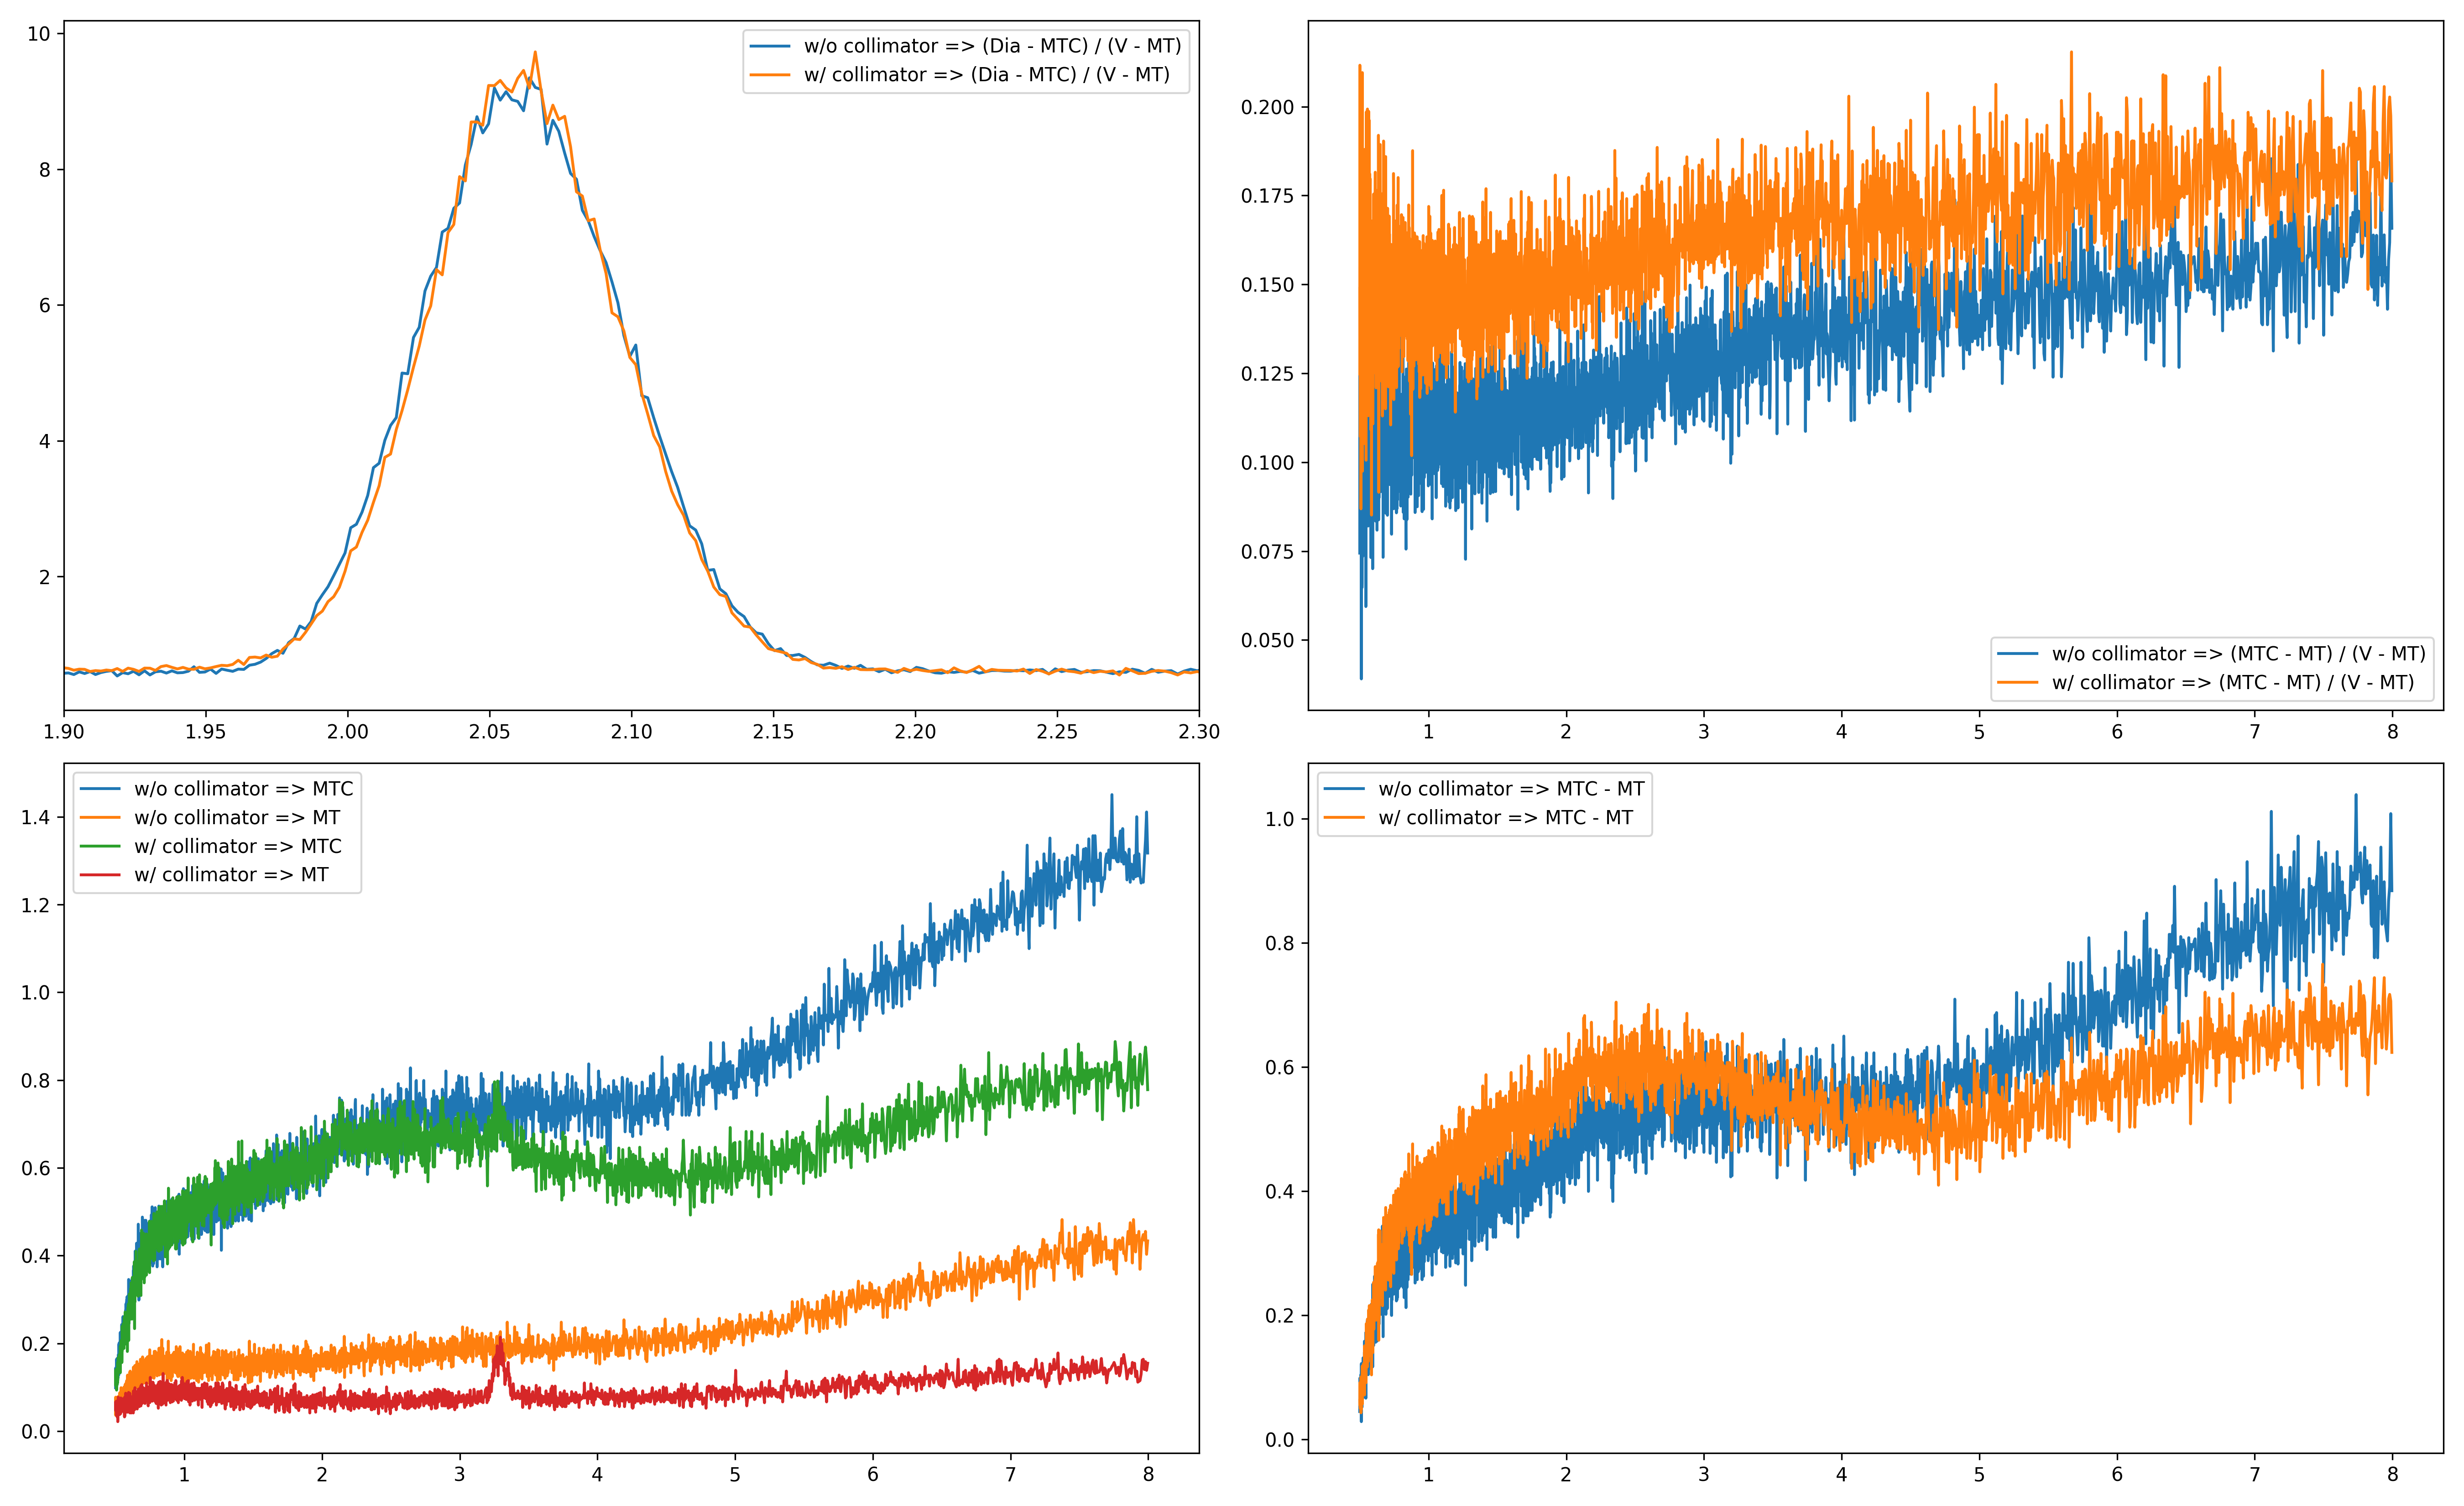 10
8
6
4
2
1.90 1.95 2.00 2.05 2.10 2.15 2.20 2.25 2.30
w/o collimator => (Dia - MTC) / (V - MT)
w/ collimator => (Dia - MTC) / (V - MT)
0.200
0.175
0.150
0.125
0.100
0.075
0.050
1 2 3 4 5 6 7 8
w/o collimator => (MTC - MT) / (V - MT)
w/ collimator => (MTC - MT) / (V - MT)
w/o collimator => MTC
w/o collimator => MT
w/ collimator => MTC
w/ collimator => MT
1.4
1.2
1.0
0.8
0.6
0.4
0.2
0.0
1 2 3 4 5 6 7 8
w/o collimator => MTC - MT
w/ collimator => MTC - MT
1.0
0.8
0.6
0.4
0.2
0.0
1 2 3 4 5 6 7 8